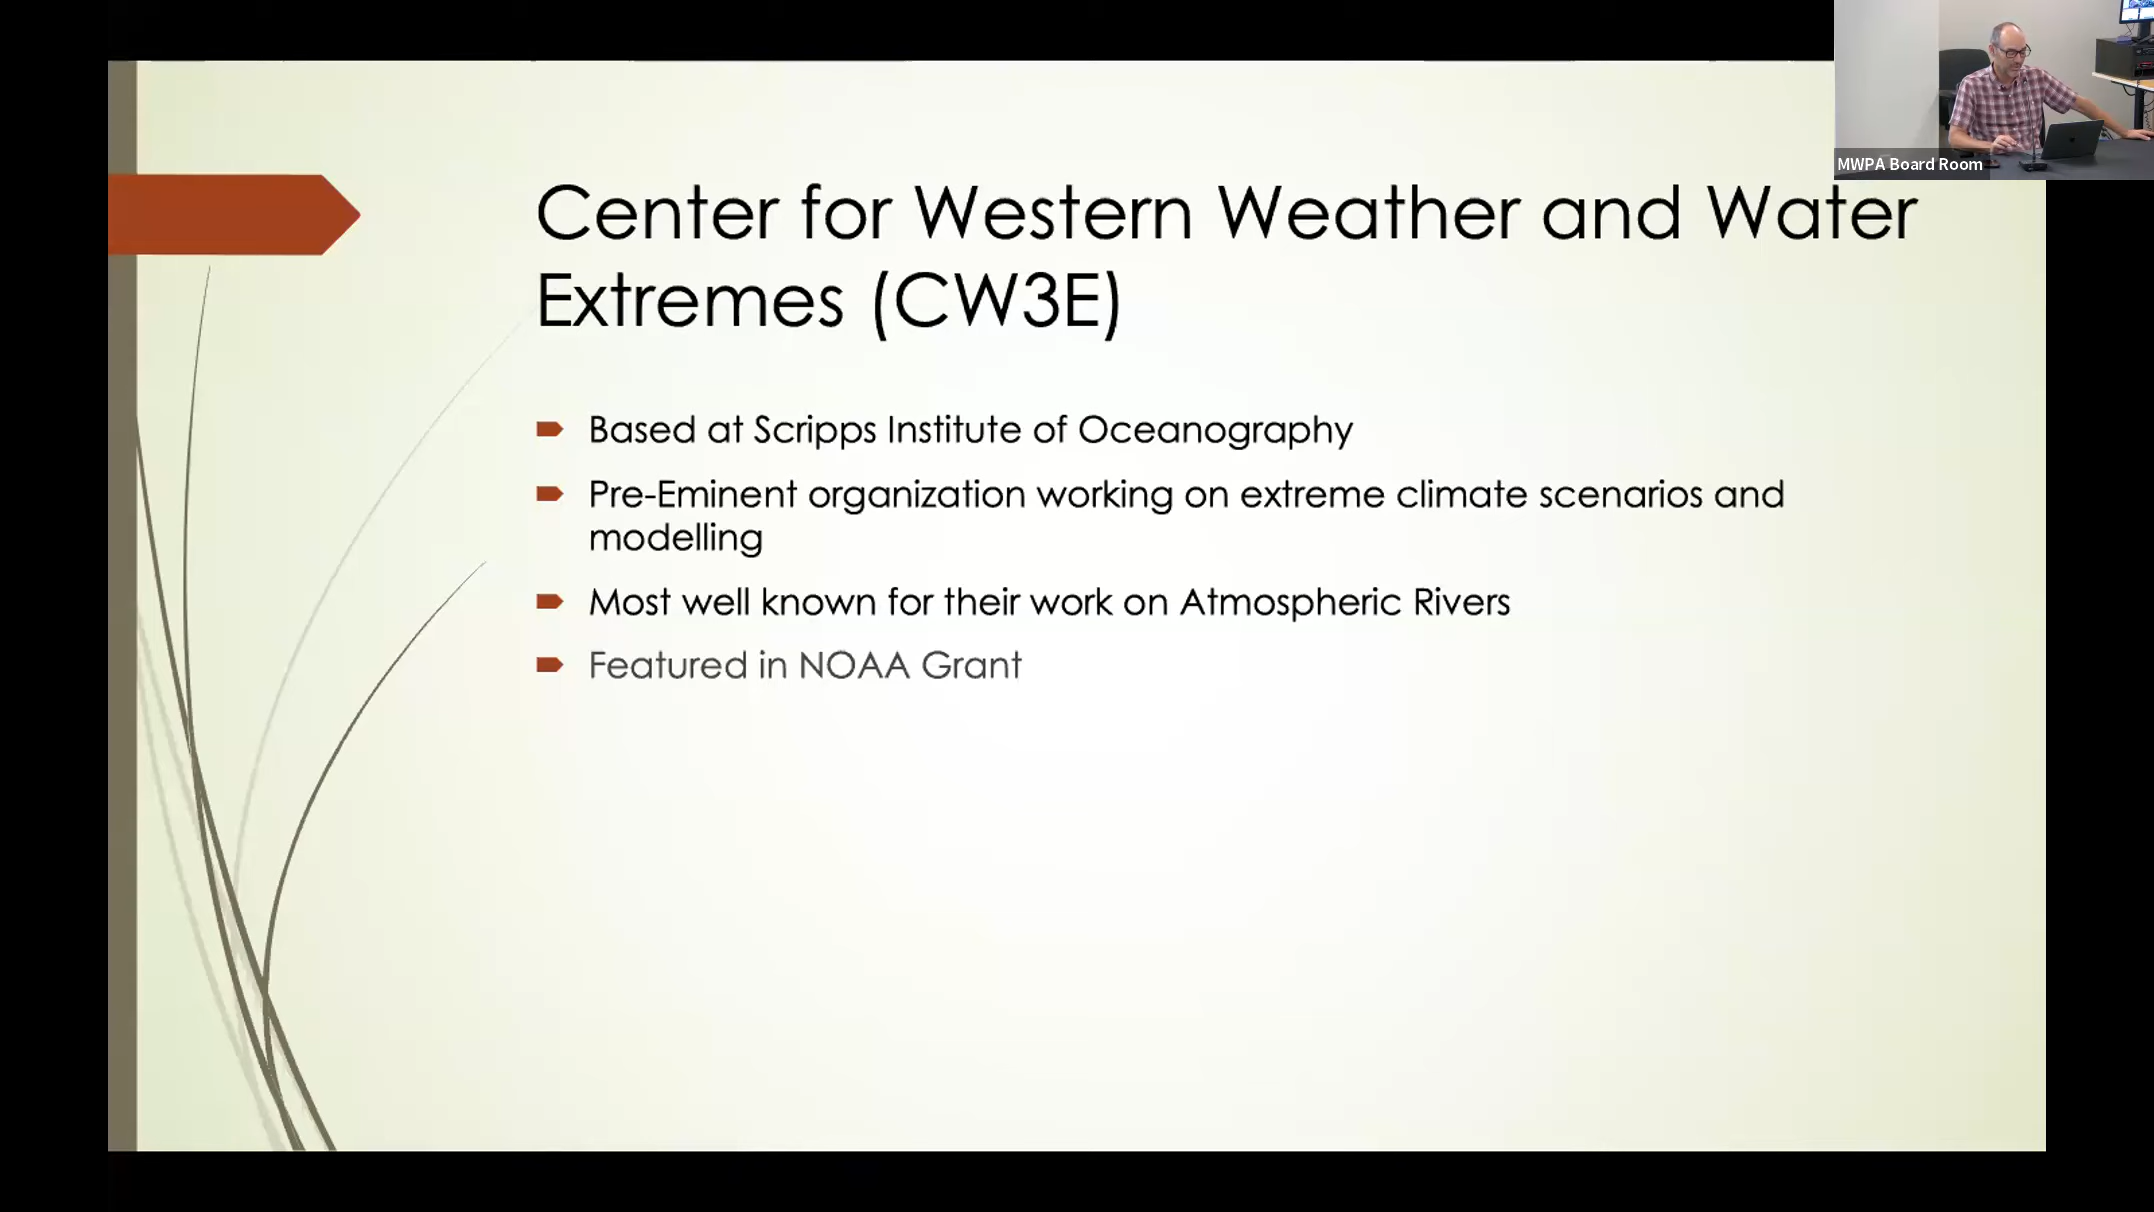 MWPA Board Room
Center for Western Weather and Water
Extremes (CW3E)
Based at Scripps Institute of Oceanography
Pre-Eminent organization working on extreme climate scenarios and
modelling
Most well known for their work on Atmospheric Rivers
Featured in NOAA Grant